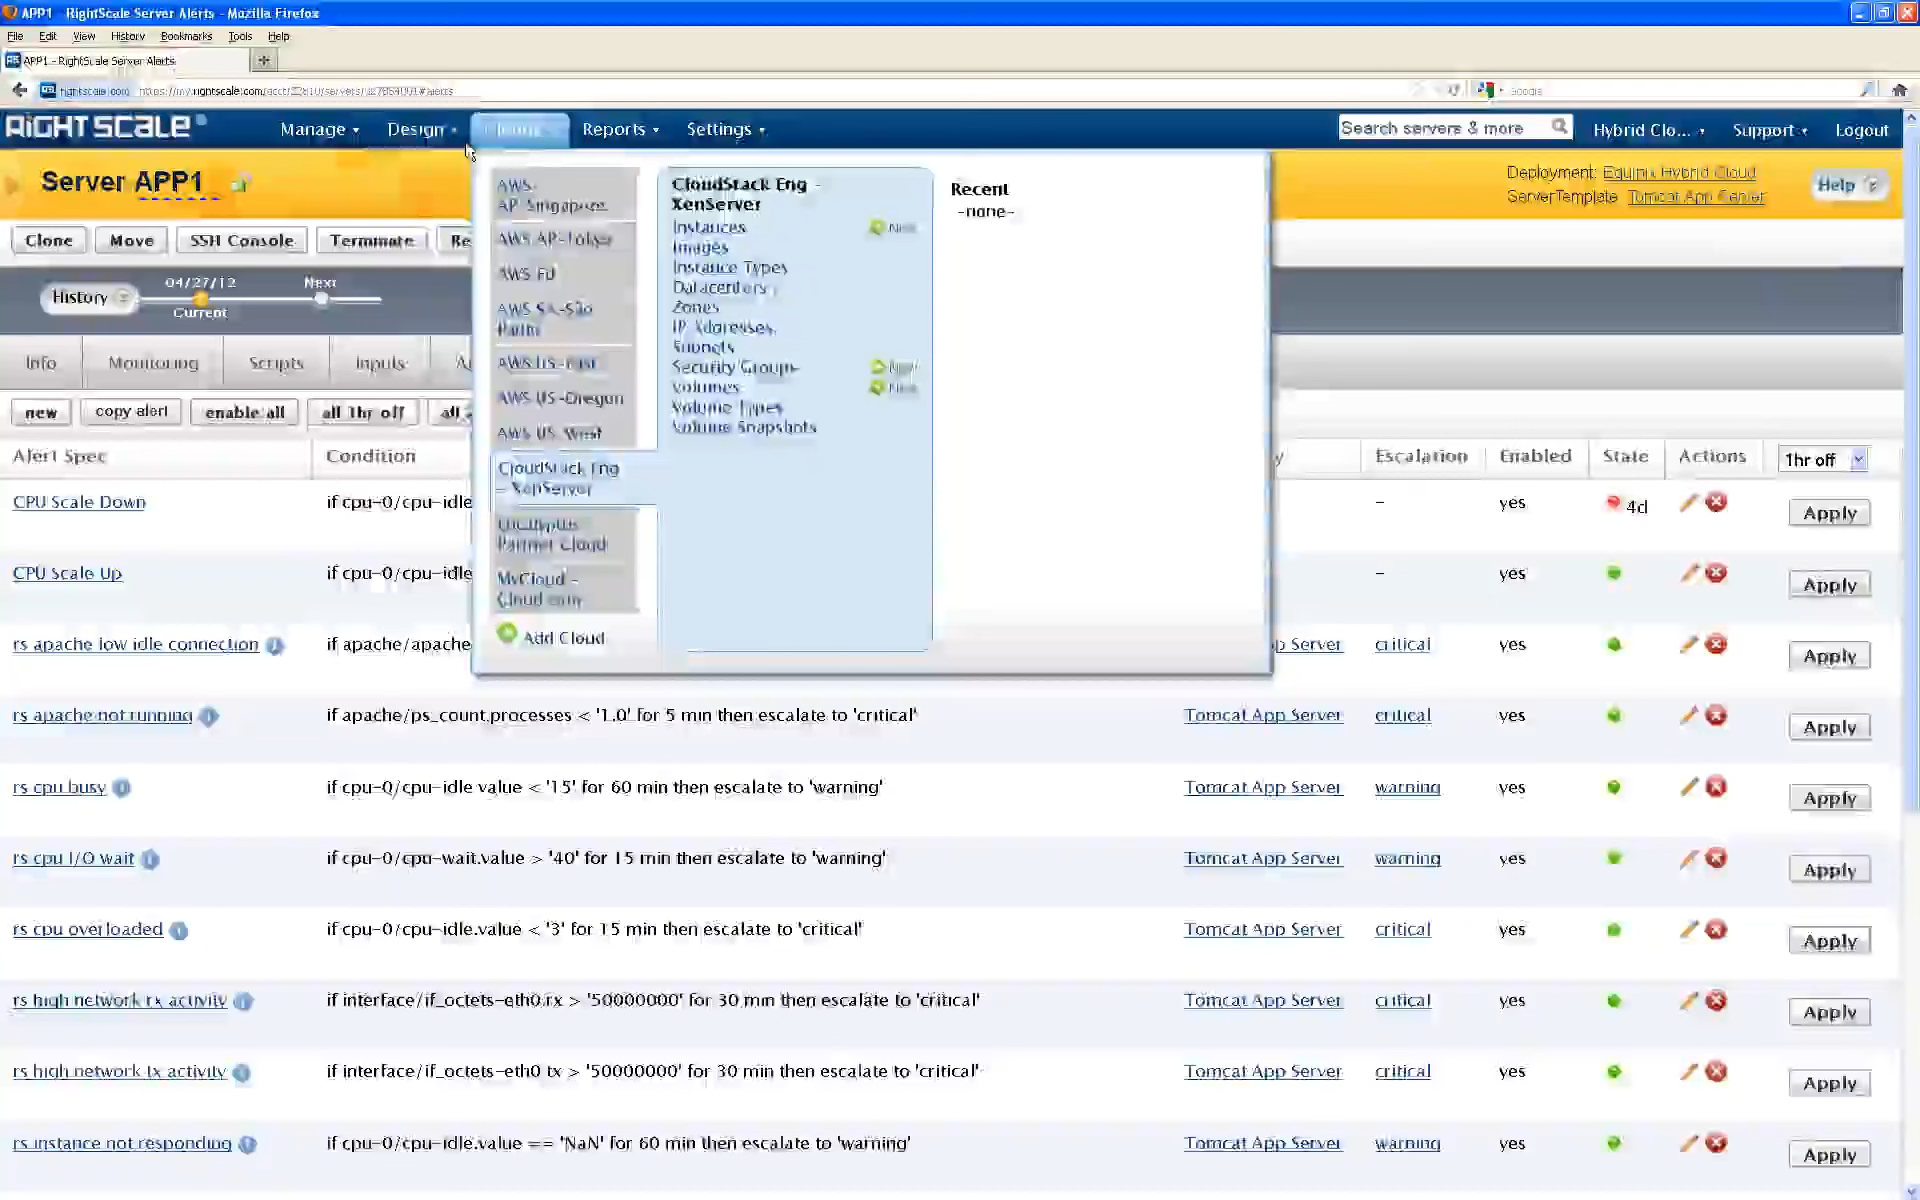 APP1 - RightScale Server Alerts - Mozilla Firefox
File Edit View History Bookmarks Tools Help
APP1 - RightScale Server Alerts
rightscale.com
Google
RIGHTSCALE
Manage Design Reports Settings
Search servers & more
Hybrid Clo... Support Logout
Server APP1
Deployment: Equinix Hybrid Cloud
ServerTemplate Tomcat App Center
Help
Clone Move SSH Console Terminate Re
History 04/27/12 Current Next
Info Monitoring Scripts Inputs
new copy alert enable all all 1hr off all
AWS
AP-Singapore
AWS AP-Tokyo
AWS EU
AWS SA-São
Paulo
AWS US-East
AWS US-Oregon
AWS US-West
CloudStack Eng
- XenServer
Eucalyptus
Partner Cloud
MyCloud -
Cloud.com
Add Cloud
CloudStack Eng -
XenServer
Instances New
Images
Instance Types
Datacenters
Zones
IP Addresses
Subnets
Security Groups New
Volumes New
Volume Types
Volume Snapshots
Recent
-none-
Alert Spec Condition y Escalation Enabled State Actions 1hr off
CPU Scale Down if cpu-0/cpu-idle – yes 4d Apply
CPU Scale Up if cpu-0/cpu-idle – yes Apply
rs apache low idle connection if apache/apache p Server critical yes Apply
rs apache not running if apache/ps_count.processes < '1.0' for 5 min then escalate to 'critical' Tomcat App Server critical yes Apply
rs cpu busy if cpu-0/cpu-idle value < '15' for 60 min then escalate to 'warning' Tomcat App Server warning yes Apply
rs cpu I/O wait if cpu-0/cpu-wait.value > '40' for 15 min then escalate to 'warning' Tomcat App Server warning yes Apply
rs cpu overloaded if cpu-0/cpu-idle.value < '3' for 15 min then escalate to 'critical' Tomcat App Server critical yes Apply
rs high network rx activity if interface/if_octets-eth0.rx > '50000000' for 30 min then escalate to 'critical' Tomcat App Server critical yes Apply
rs high network tx activity if interface/if_octets-eth0 tx > '50000000' for 30 min then escalate to 'critical' Tomcat App Server critical yes Apply
rs instance not responding if cpu-0/cpu-idle.value == 'NaN' for 60 min then escalate to 'warning' Tomcat App Server warning yes Apply